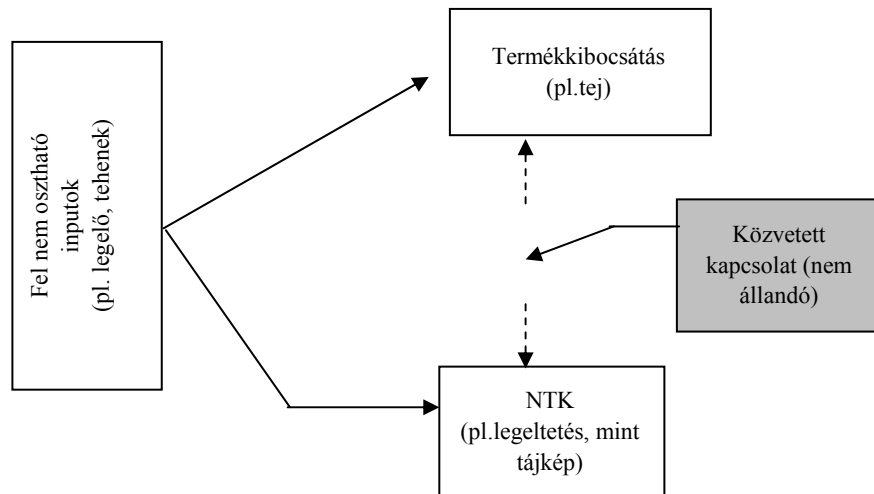 Fel nem osztható
inputok
(pl. legelő, tehenek)
Termékkibocsátás
(pl.tej)
Közvetett
kapcsolat (nem
állandó)
NTK
(pl.legeltetés, mint
tájkép)